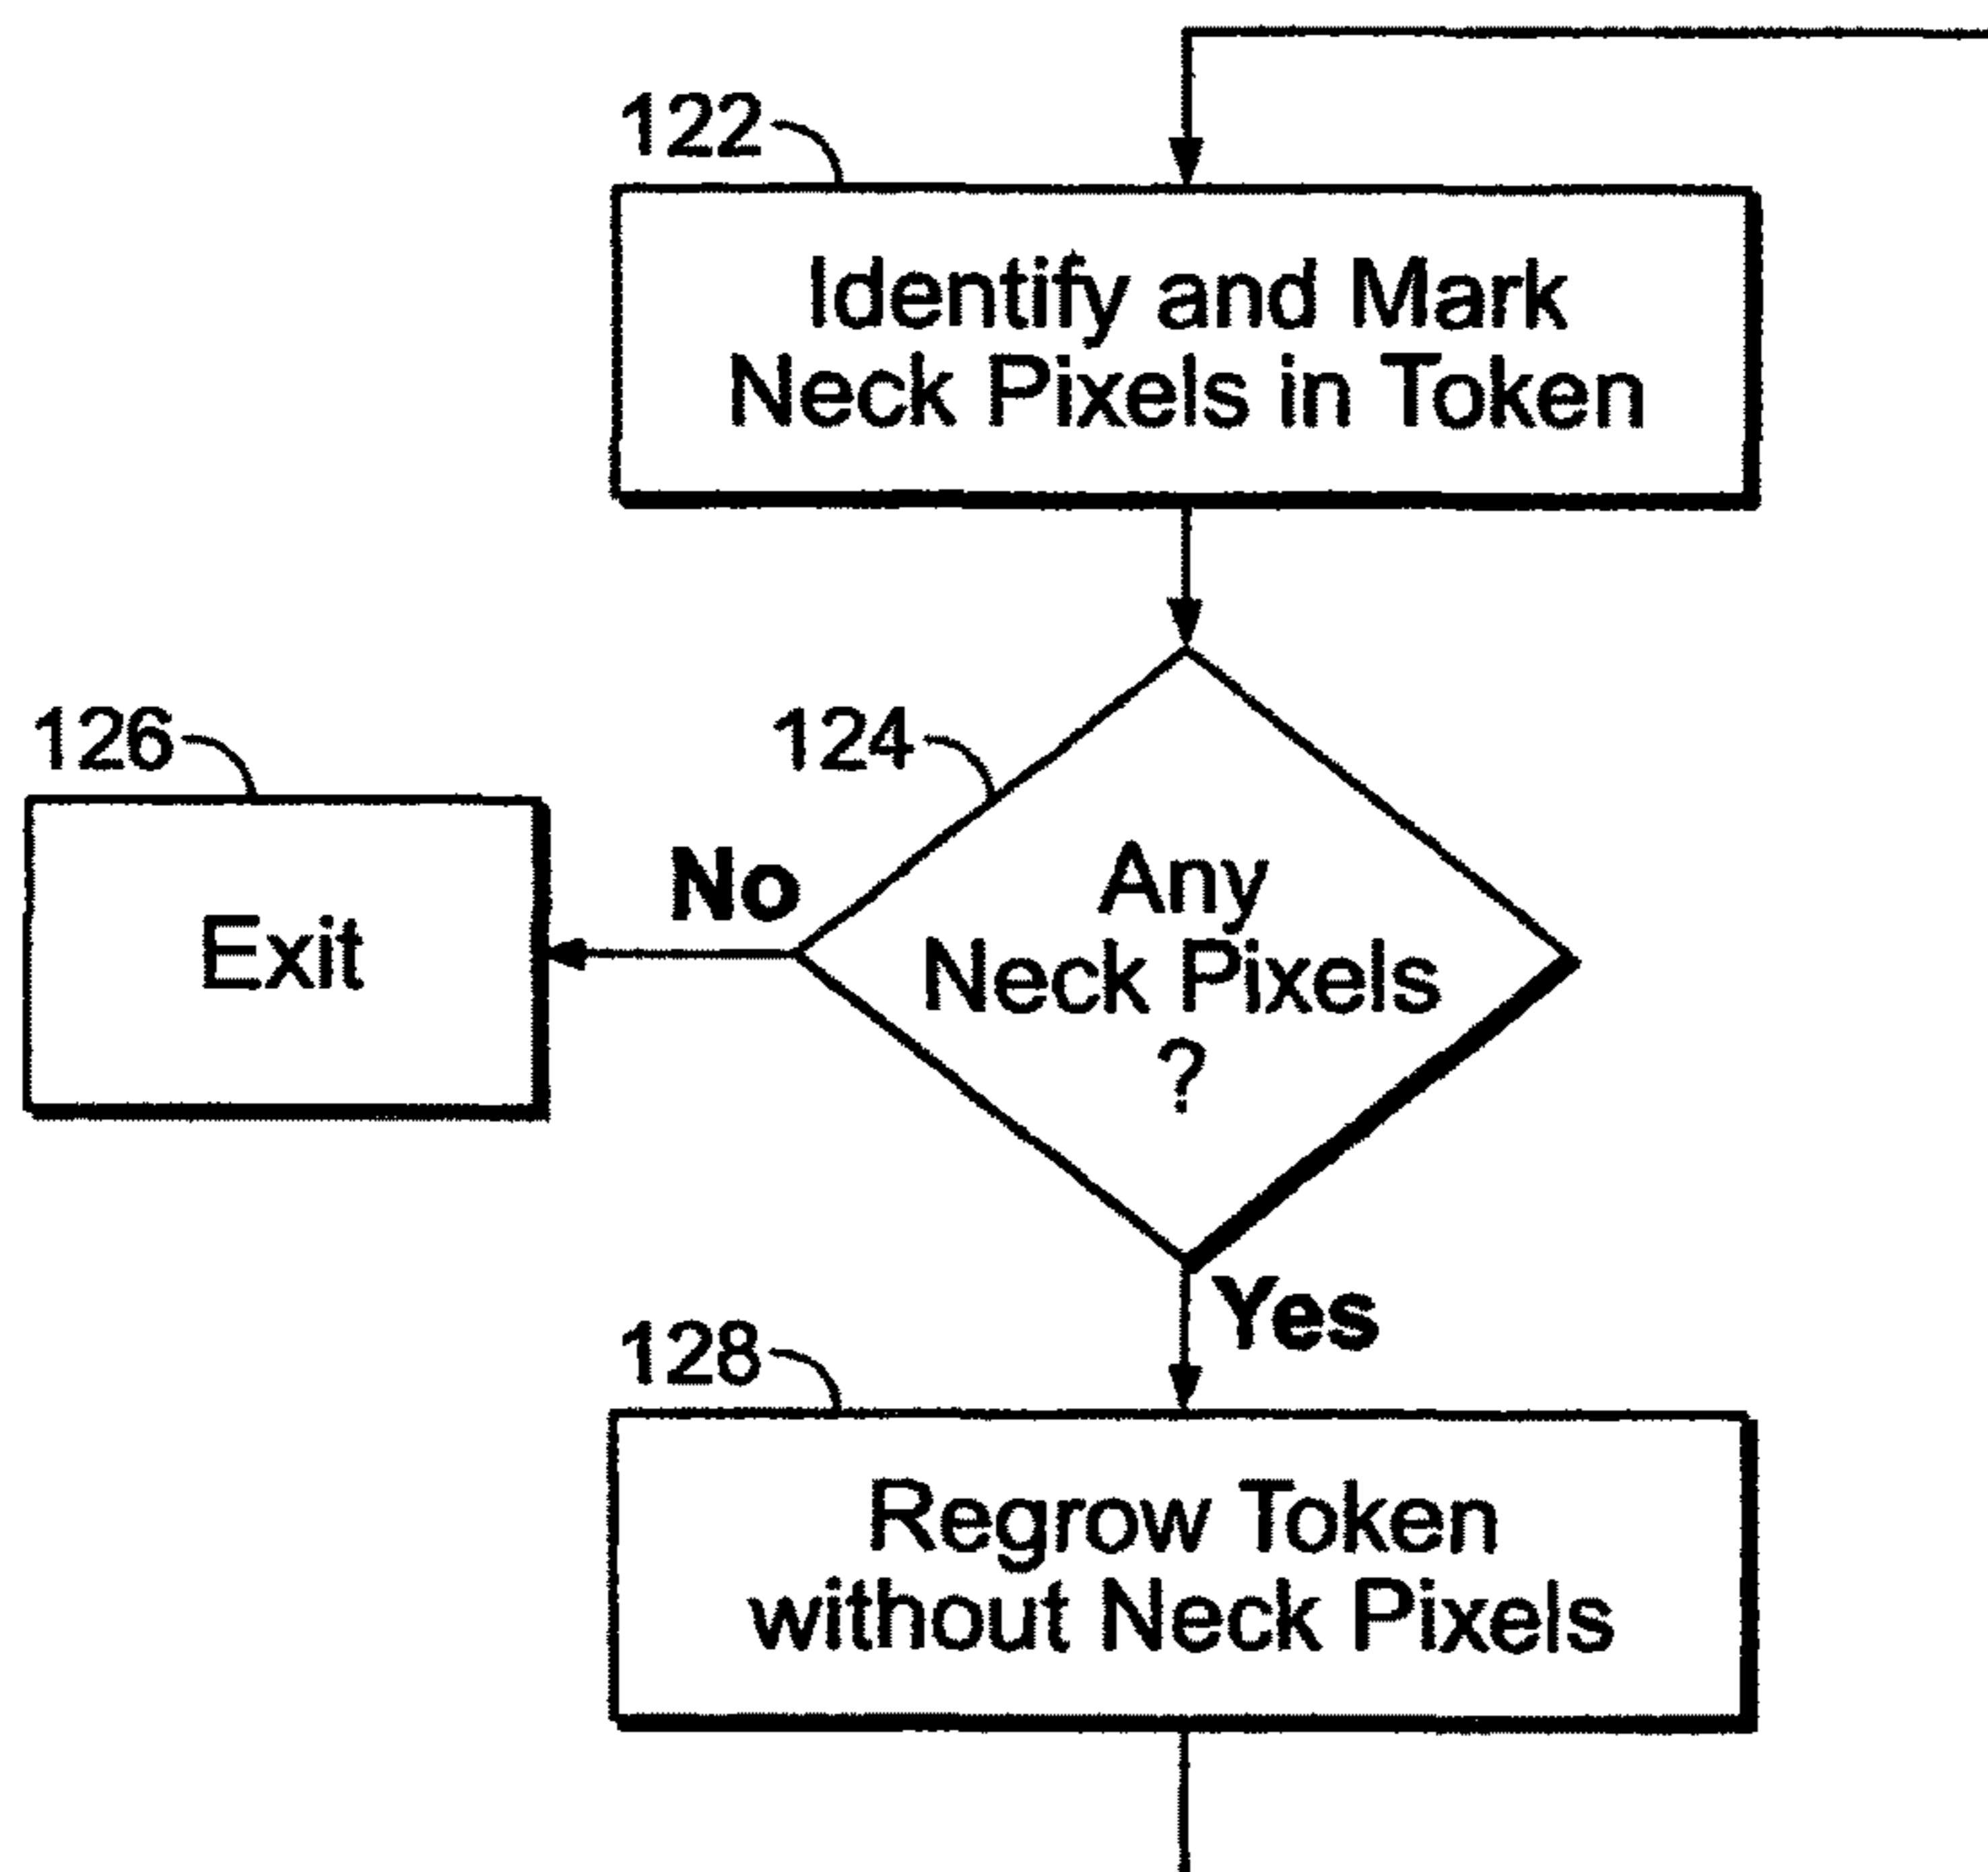 122
Identify and Mark
Neck Pixels in Token
126
124
No
Any
Neck Pixels
?
Exit
Yes
128
Regrow Token
without Neck Pixels